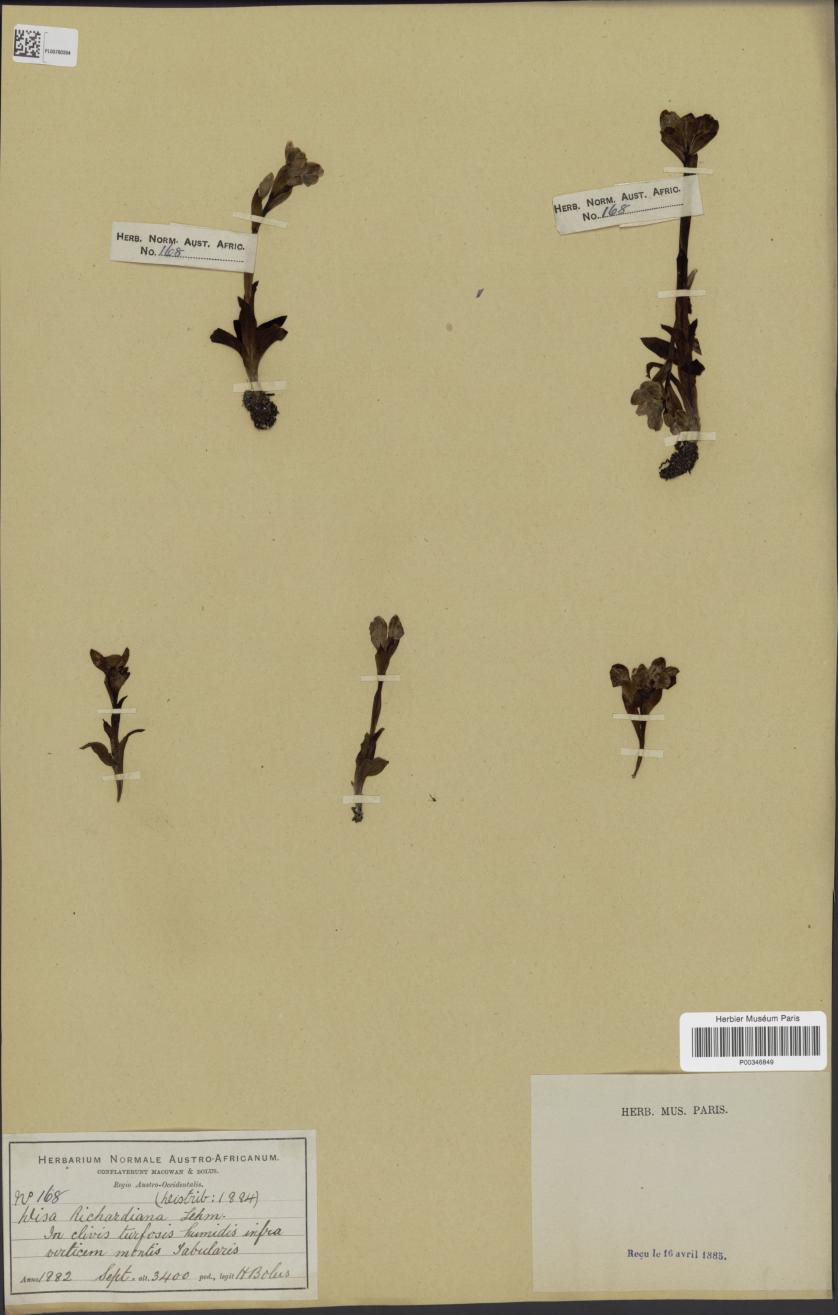 P00780394
HERB. NORM. AUST. AFRIC.
No. 168
HERB. NORM. AUST. AFRIC.
No. 168
Herbier Muséum Paris
P00346849
HERB. MUS. PARIS.
Reçu le 16 avril 1885.
HERBARIUM NORMALE AUSTRO-AFRICANUM.
CONFLAVERUNT MACOWAN & BOLUS.
Regio Austro-Occidentalis.
No 168 (distrib: 1884)
Disa Richardiana Lehm.
In clivis turfosis humidis infra
verticem montis Tabularis
Anno 1882 Sept. alt. 3400 ped., legit H Bolus